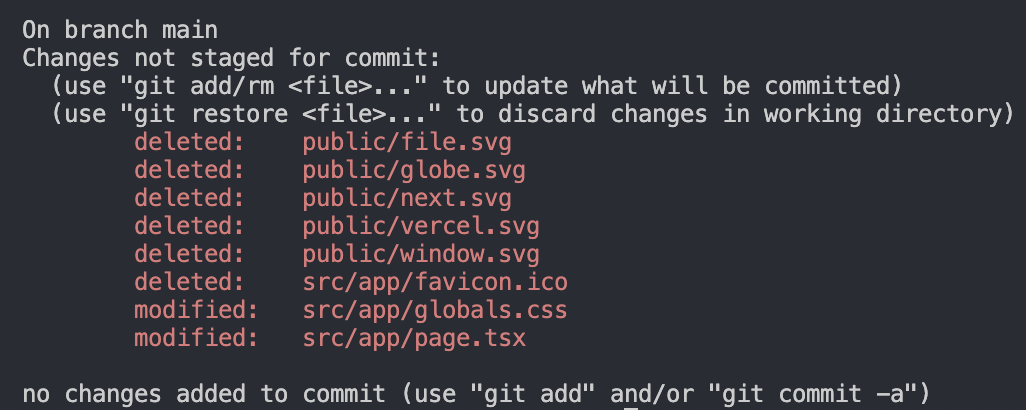 On branch main
Changes not staged for commit:
  (use "git add/rm <file>..." to update what will be committed)
  (use "git restore <file>..." to discard changes in working directory)
        deleted:    public/file.svg
        deleted:    public/globe.svg
        deleted:    public/next.svg
        deleted:    public/vercel.svg
        deleted:    public/window.svg
        deleted:    src/app/favicon.ico
        modified:   src/app/globals.css
        modified:   src/app/page.tsx

no changes added to commit (use "git add" and/or "git commit -a")